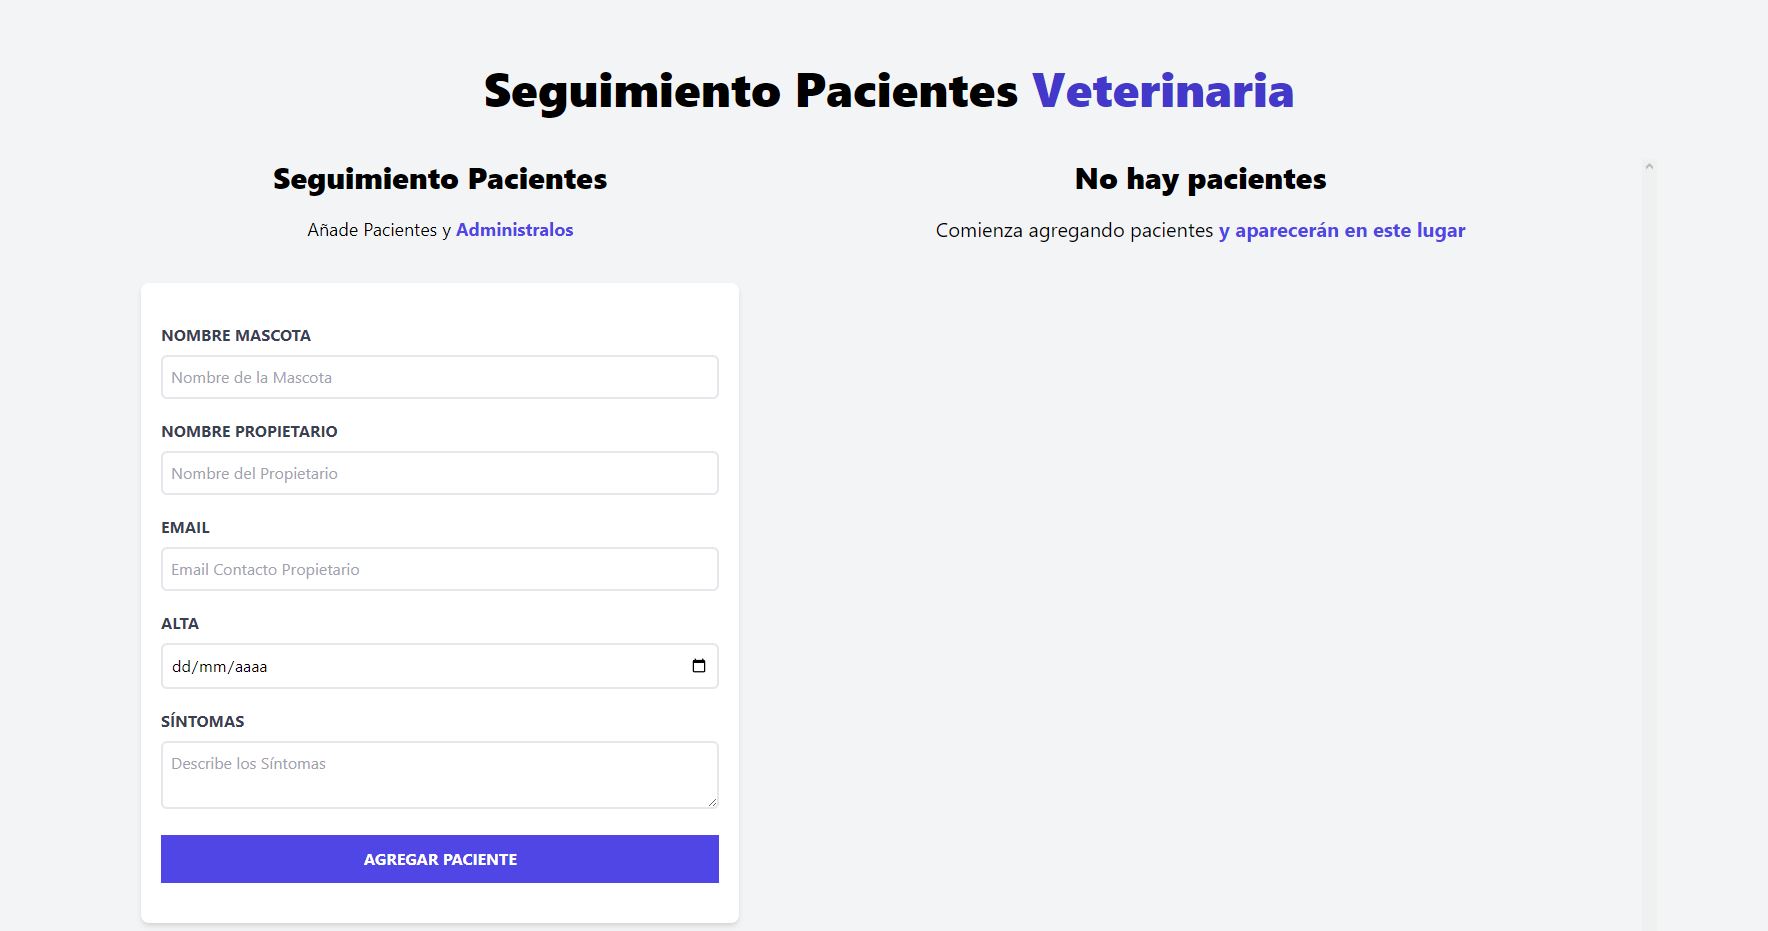 Seguimiento Pacientes Veterinaria
Seguimiento Pacientes
Añade Pacientes y Administralos
NOMBRE MASCOTA
Nombre de la Mascota
NOMBRE PROPIETARIO
Nombre del Propietario
EMAIL
Email Contacto Propietario
ALTA
dd/mm/aaaa
SÍNTOMAS
Describe los Síntomas
AGREGAR PACIENTE
No hay pacientes
Comienza agregando pacientes y aparecerán en este lugar